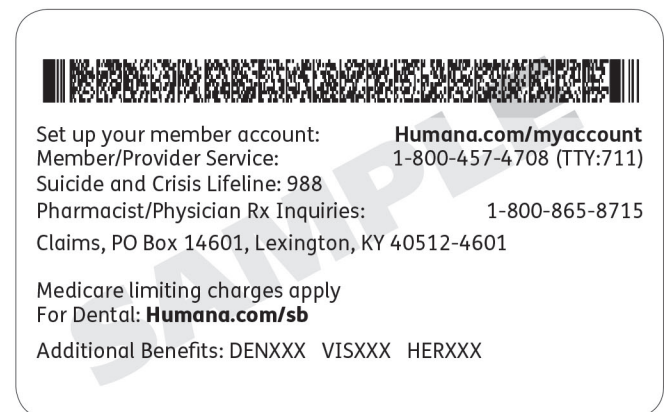 Set up your member account: Humana.com/myaccount
Member/Provider Service: 1-800-457-4708 (TTY:711)
Suicide and Crisis Lifeline: 988
Pharmacist/Physician Rx Inquiries: 1-800-865-8715
Claims, PO Box 14601, Lexington, KY 40512-4601
Medicare limiting charges apply
For Dental: Humana.com/sb
Additional Benefits: DENXXX VISXXX HERXXX
SAMPLE